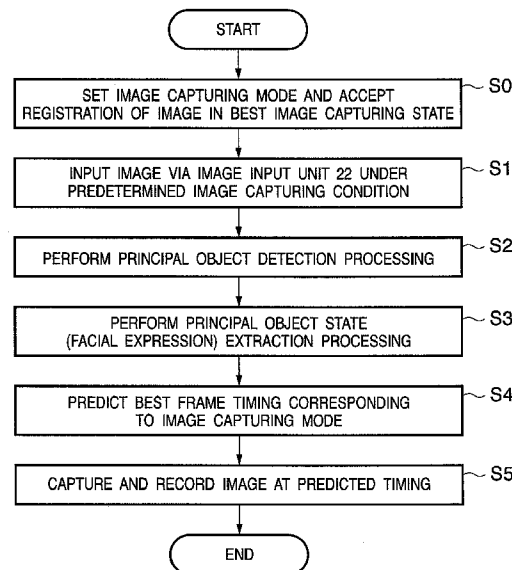 START
S0
SET IMAGE CAPTURING MODE AND ACCEPT
REGISTRATION OF IMAGE IN BEST IMAGE CAPTURING STATE
S1
INPUT IMAGE VIA IMAGE INPUT UNIT 22 UNDER
PREDETERMINED IMAGE CAPTURING CONDITION
S2
PERFORM PRINCIPAL OBJECT DETECTION PROCESSING
S3
PERFORM PRINCIPAL OBJECT STATE
(FACIAL EXPRESSION) EXTRACTION PROCESSING
S4
PREDICT BEST FRAME TIMING CORRESPONDING
TO IMAGE CAPTURING MODE
S5
CAPTURE AND RECORD IMAGE AT PREDICTED TIMING
END